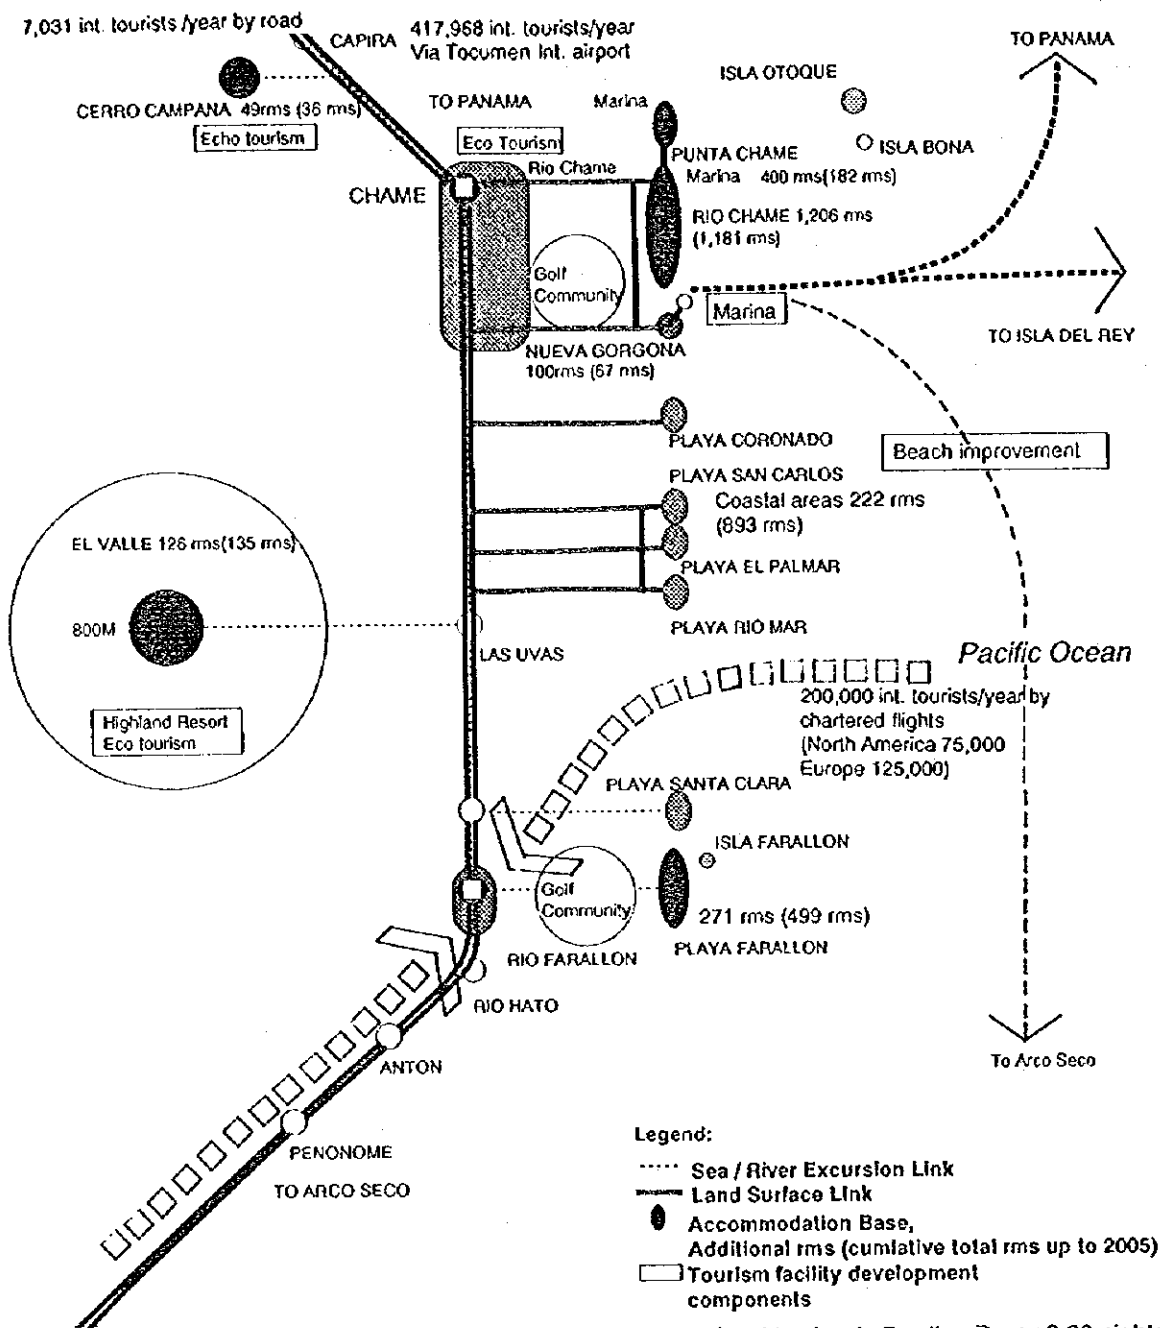 7,031 int. tourists /year by road
CAPIRA
417,968 int. tourists/year
Via Tocumen Int. airport
TO PANAMA
ISLA OTOQUE
CERRO CAMPANA 49rms (36 rms)
Echo tourism
TO PANAMA
Marina
Eco Tourism
Rio Chame
PUNTA CHAME
Marina 400 rms(182 rms)
ISLA BONA
CHAME
RIO CHAME 1,206 rms
(1,181 rms)
Golf
Community
Marina
TO ISLA DEL REY
NUEVA GORGONA
100rms (67 rms)
PLAYA CORONADO
Beach improvement
PLAYA SAN CARLOS
Coastal areas 222 rms
(893 rms)
EL VALLE 126 rms(135 rms)
PLAYA EL PALMAR
800M
PLAYA RIO MAR
LAS UVAS
Pacific Ocean
Highland Resort
Eco tourism
200,000 int. tourists/year by
chartered flights
(North America 75,000
Europe 125,000)
PLAYA SANTA CLARA
ISLA FARALLON
Golf
Community
271 rms (499 rms)
RIO FARALLON
PLAYA FARALLON
RIO HATO
ANTON
To Arco Seco
PENONOME
TO ARCO SECO
Legend:
Sea / River Excursion Link
Land Surface Link
Accommodation Base,
Additional rms (cumlative total rms up to 2005)
Tourism facility development
components